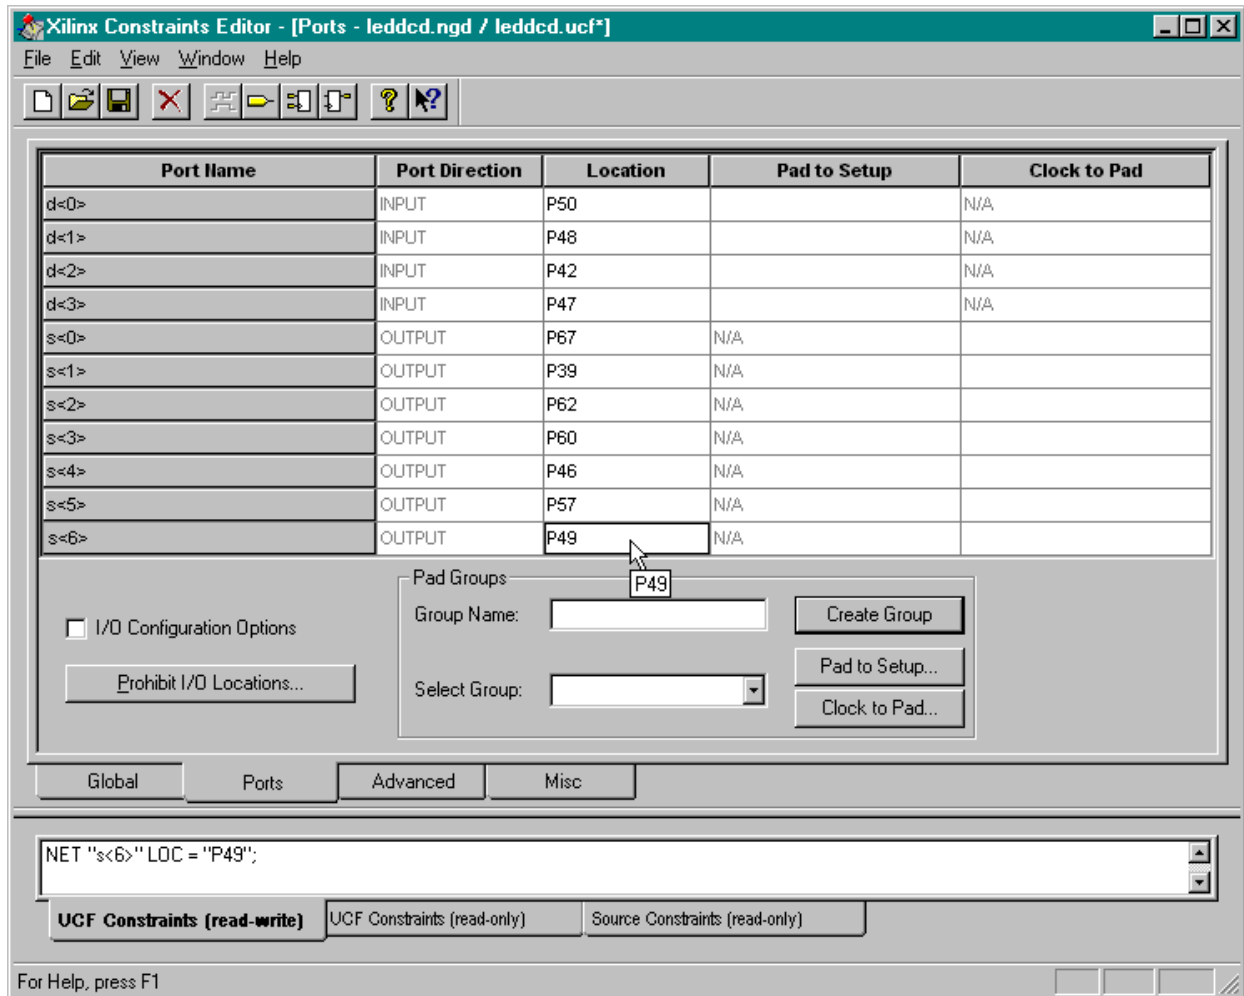 Xilinx Constraints Editor - [Ports - leddcd.ngd / leddcd.ucf*]
File Edit View Window Help
Port Name Port Direction Location Pad to Setup Clock to Pad
d<0> INPUT P50 N/A
d<1> INPUT P48 N/A
d<2> INPUT P42 N/A
d<3> INPUT P47 N/A
s<0> OUTPUT P67 N/A
s<1> OUTPUT P39 N/A
s<2> OUTPUT P62 N/A
s<3> OUTPUT P60 N/A
s<4> OUTPUT P46 N/A
s<5> OUTPUT P57 N/A
s<6> OUTPUT P49 N/A
P49
Pad Groups
I/O Configuration Options
Prohibit I/O Locations...
Group Name:
Create Group
Pad to Setup...
Select Group:
Clock to Pad...
Global Ports Advanced Misc
NET "s<6>" LOC = "P49";
UCF Constraints (read-write) UCF Constraints (read-only) Source Constraints (read-only)
For Help, press F1